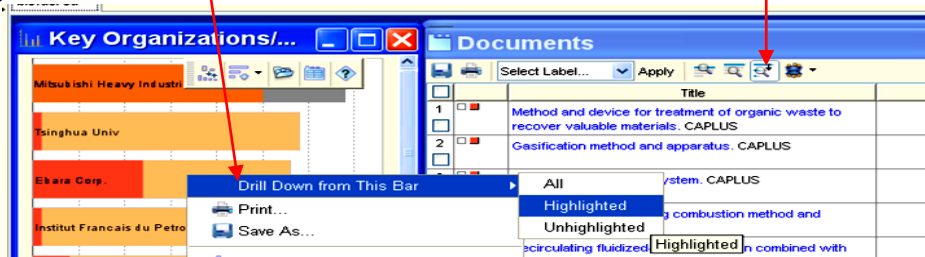 Key Organizations/...
Documents
Select Label...
Apply
Mitsubishi Heavy Industri
Title
1
Method and device for treatment of organic waste to
recover valuable materials. CAPLUS
Tsinghua Univ
2
Gasification method and apparatus. CAPLUS
Ebara Corp.
Drill Down from This Bar
All
ystem. CAPLUS
Print...
Highlighted
g combustion method and
Institut Francais du Petro
Save As...
Unhighlighted
ecirculating fluidized-
Highlighted
n combined with